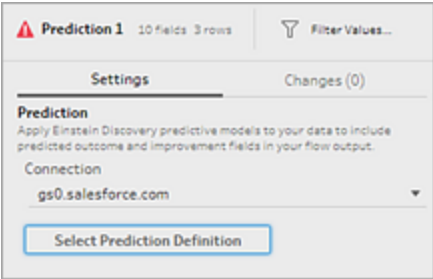 Prediction 1 10 fields 3 rows Filter Values...
Settings Changes (0)
Prediction
Apply Einstein Discovery predictive models to your data to include
predicted outcome and improvement fields in your flow output.
Connection
gs0.salesforce.com
Select Prediction Definition